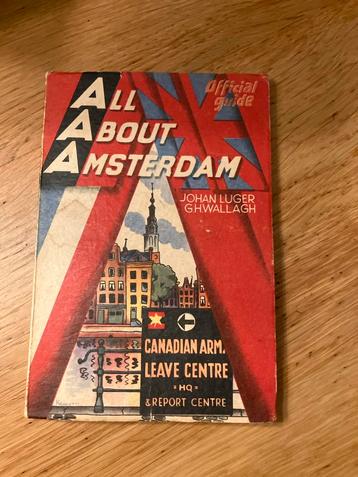 Official
guide
ALL
ABOUT
AMSTERDAM
JOHAN LUGER
G.H.WALLAGH
CANADIAN ARM.
LEAVE CENTRE
HQ
& REPORT CENTRE